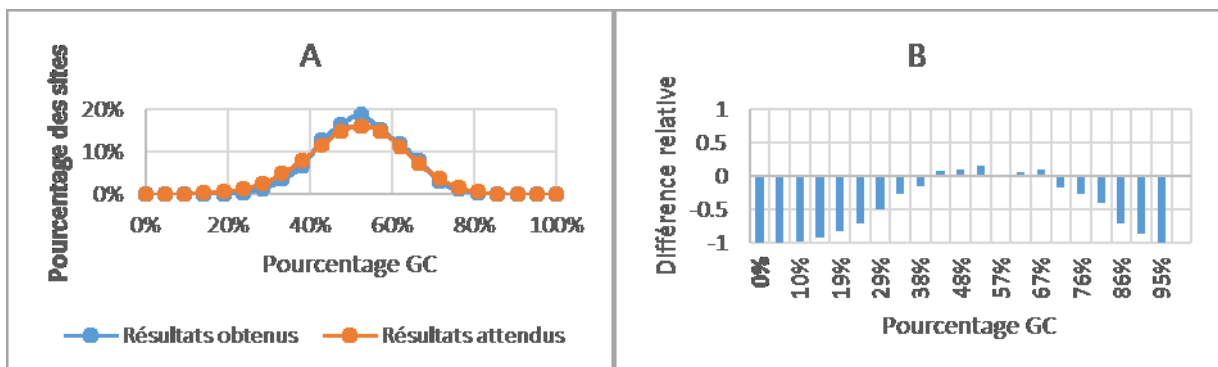 A
Pourcentage des sites
20%
10%
0%
0% 20% 40% 60% 80% 100%
Pourcentage GC
Résultats obtenus Résultats attendus
B
Différence relative
1
0.5
0
-0.5
-1
0% 10% 19% 29% 38% 48% 57% 67% 76% 86% 95%
Pourcentage GC